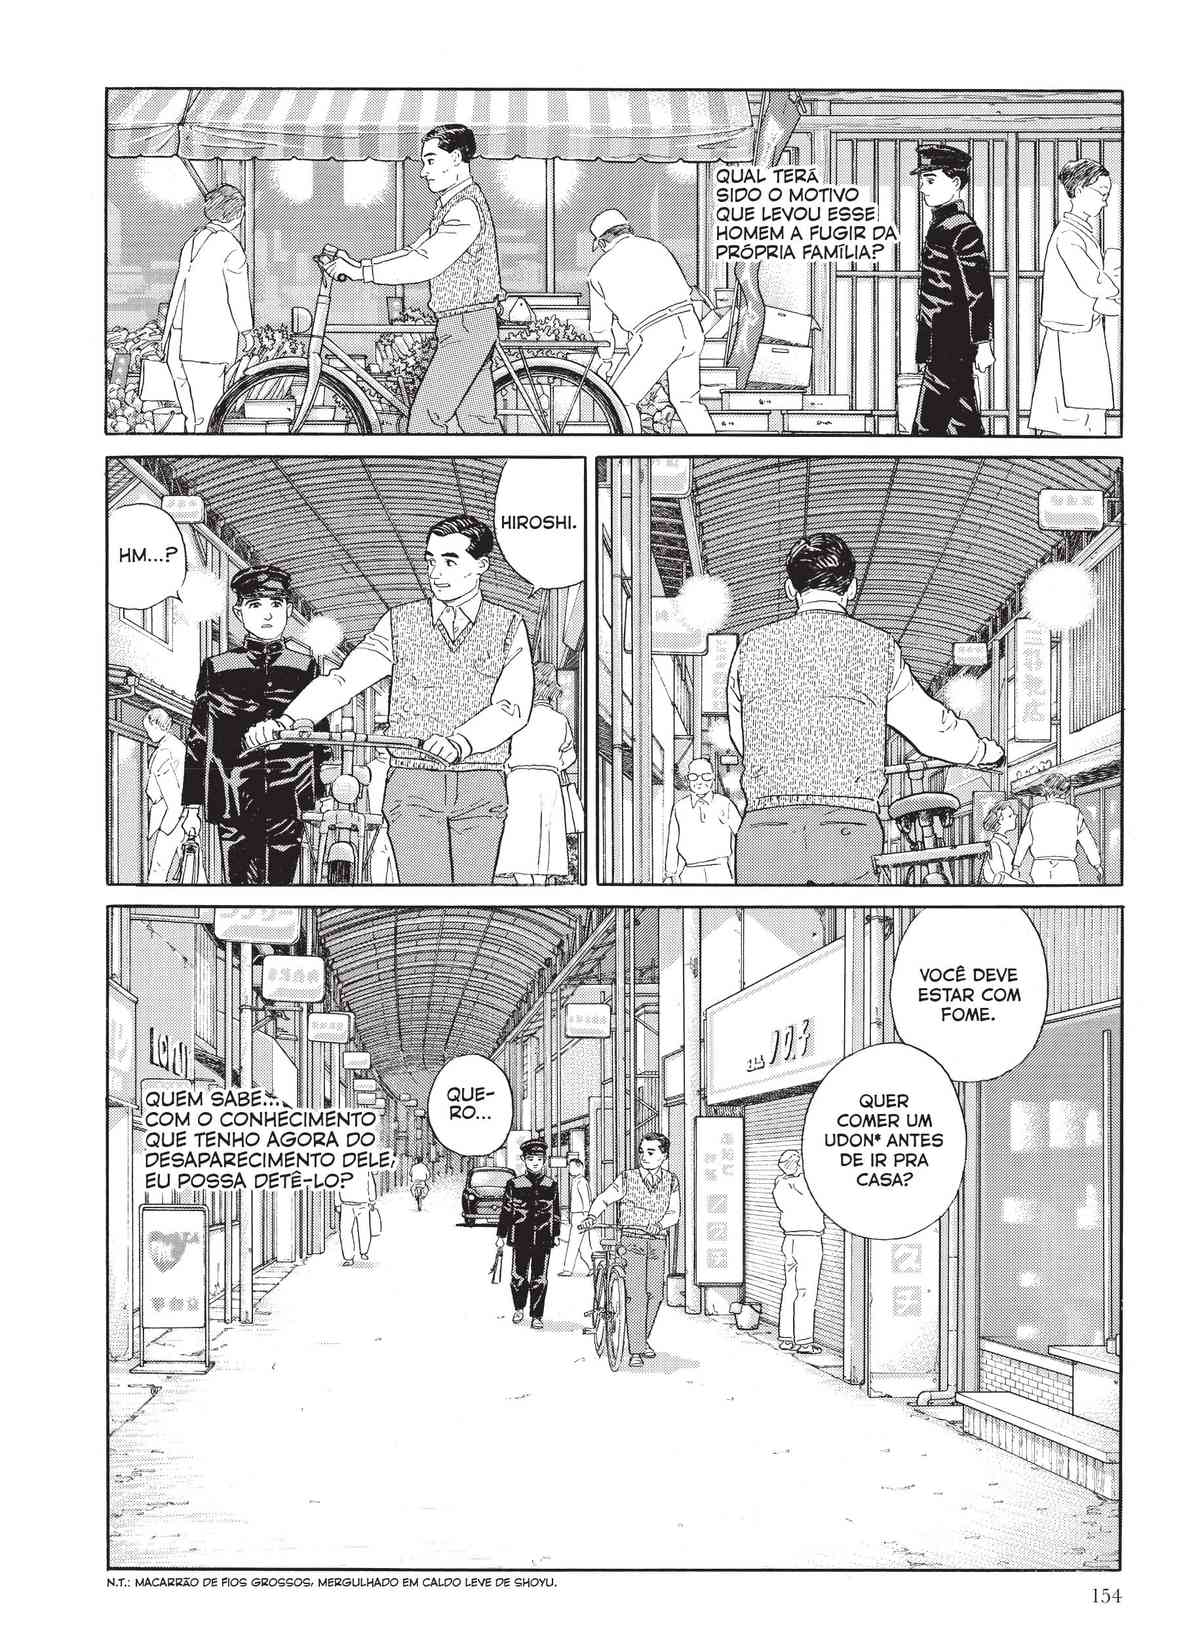 QUAL TERÁ
SIDO O MOTIVO
QUE LEVOU ESSE
HOMEM A FUGIR DA
PRÓPRIA FAMÍLIA?
HIROSHI.
HM...?
VOCÊ DEVE
ESTAR COM
FOME.
QUER
COMER UM
UDON* ANTES
DE IR PRA
CASA?
QUE-
RO...
QUEM SABE...
COM O CONHECIMENTO
QUE TENHO AGORA DO
DESAPARECIMENTO DELE,
EU POSSA DETÊ-LO?
N.T.: MACARRÃO DE FIOS GROSSOS, MERGULHADO EM CALDO LEVE DE SHOYU.
154